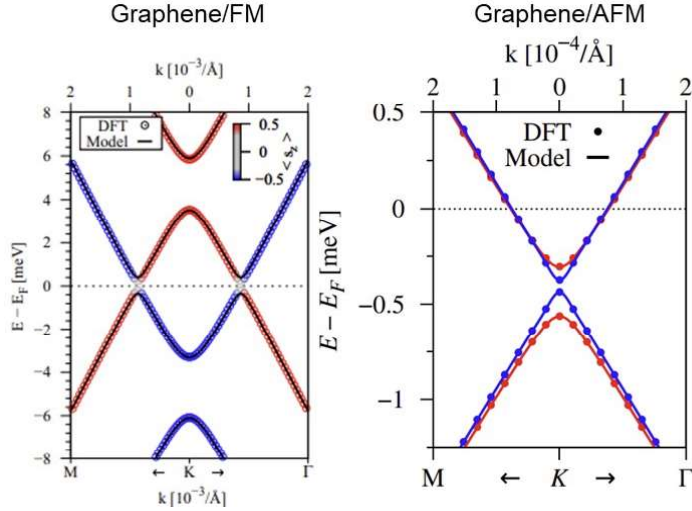 Graphene/FM
k [10⁻³/Å]
2 1 0 1 2
8
6
4
2
0
−2
−4
−6
−8
E − E_F [meV]
DFT
Model
0.5
0
−0.5
< s_z >
M ← K → Γ
k [10⁻³/Å]
Graphene/AFM
k [10⁻⁴/Å]
2 1 0 1 2
0.5
0
−0.5
−1
E − E_F [meV]
DFT
Model
M ← K → Γ